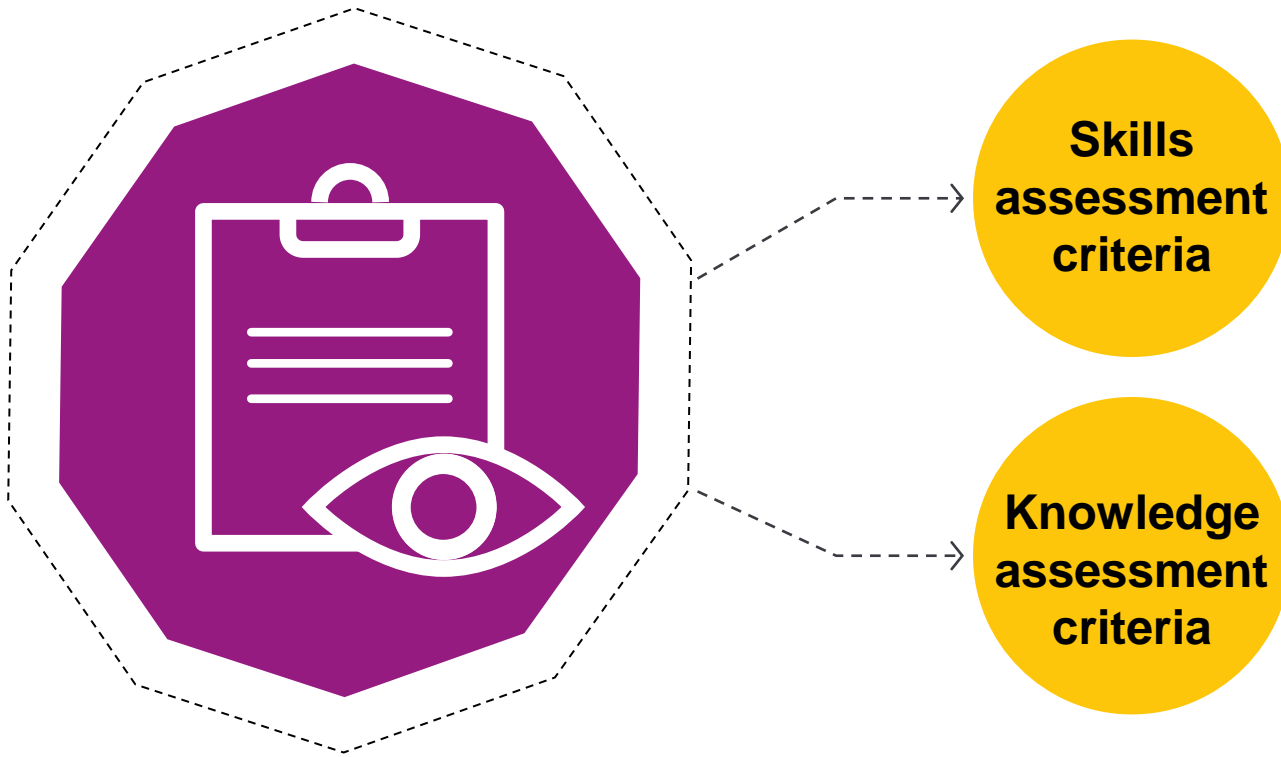 Skills
assessment
criteria
Knowledge
assessment
criteria